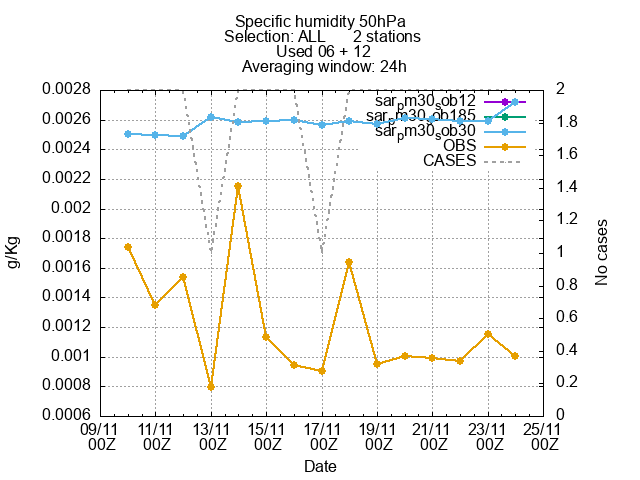 Specific humidity 50hPa
Selection: ALL 2 stations
Used 06 + 12
Averaging window: 24h
sar_pm30_sob12
sar_pm30_ob185
sar_pm30_sob30
OBS
CASES
0.0028
0.0026
0.0024
0.0022
0.002
0.0018
0.0016
0.0014
0.0012
0.001
0.0008
0.0006
g/Kg
2
1.8
1.6
1.4
1.2
1
0.8
0.6
0.4
0.2
0
No cases
09/11 11/11 13/11 15/11 17/11 19/11 21/11 23/11 25/11
00Z 00Z 00Z 00Z 00Z 00Z 00Z 00Z 00Z
Date